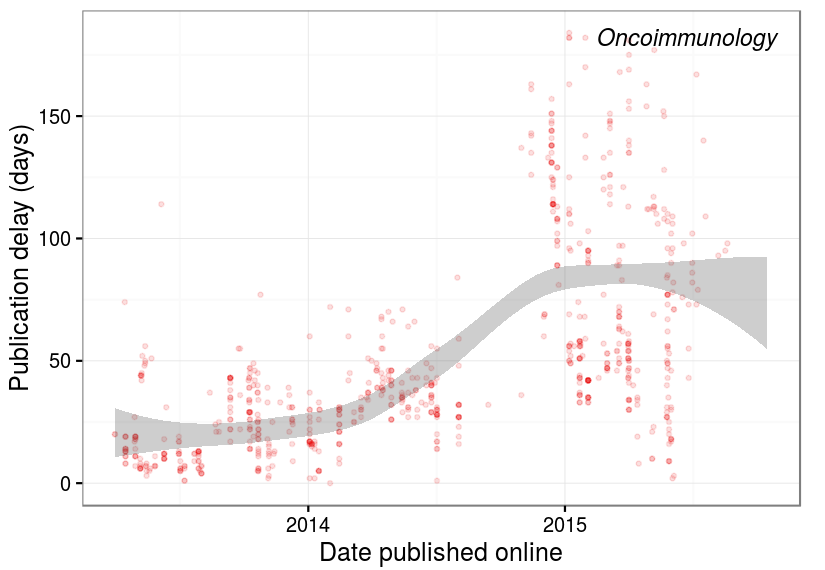 Oncoimmunology
150
100
50
0
Publication delay (days)
2014
2015
Date published online